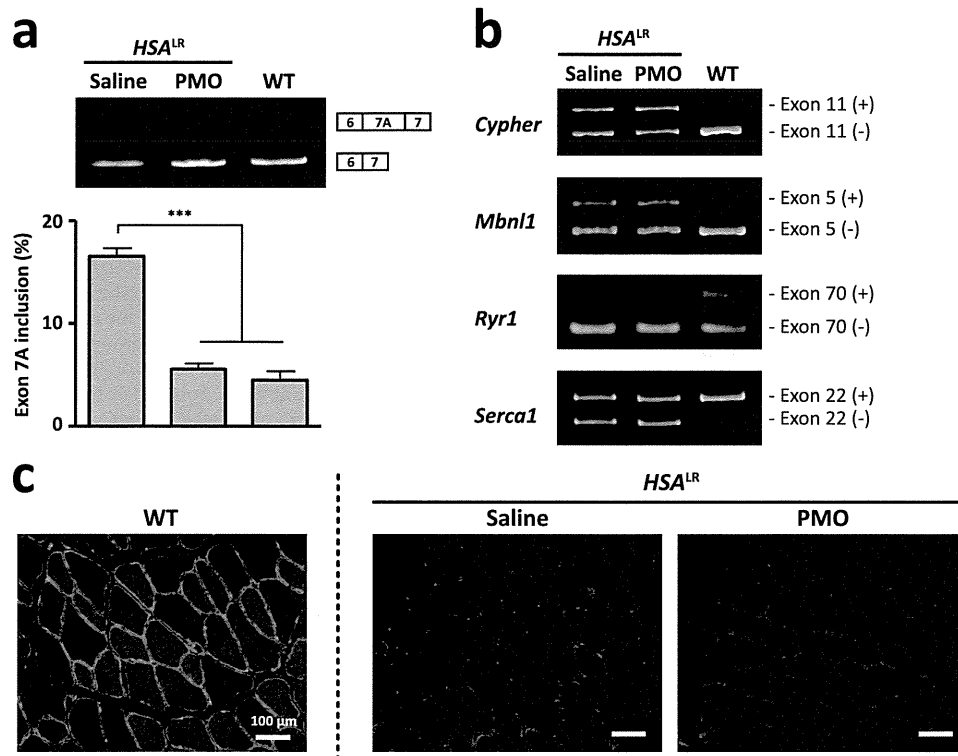 a
HSA^LR
Saline PMO WT
6 7A 7
6 7
***
Exon 7A inclusion (%)
20
10
0
b
HSA^LR
Saline PMO WT
Cypher
- Exon 11 (+)
- Exon 11 (-)
Mbnl1
- Exon 5 (+)
- Exon 5 (-)
Ryr1
- Exon 70 (+)
- Exon 70 (-)
Serca1
- Exon 22 (+)
- Exon 22 (-)
c
HSA^LR
WT
Saline
PMO
100 μm